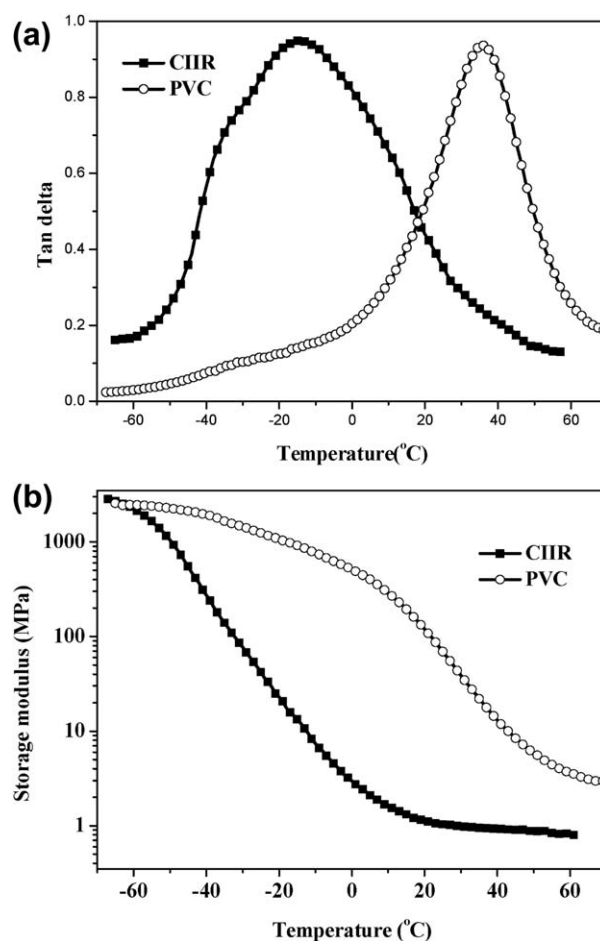 (a)
CIIR
PVC
Tan delta
1.0
0.8
0.6
0.4
0.2
0.0
-60 -40 -20 0 20 40 60
Temperature(°C)
(b)
CIIR
PVC
Storage modulus (MPa)
1000
100
10
1
-60 -40 -20 0 20 40 60
Temperature (°C)